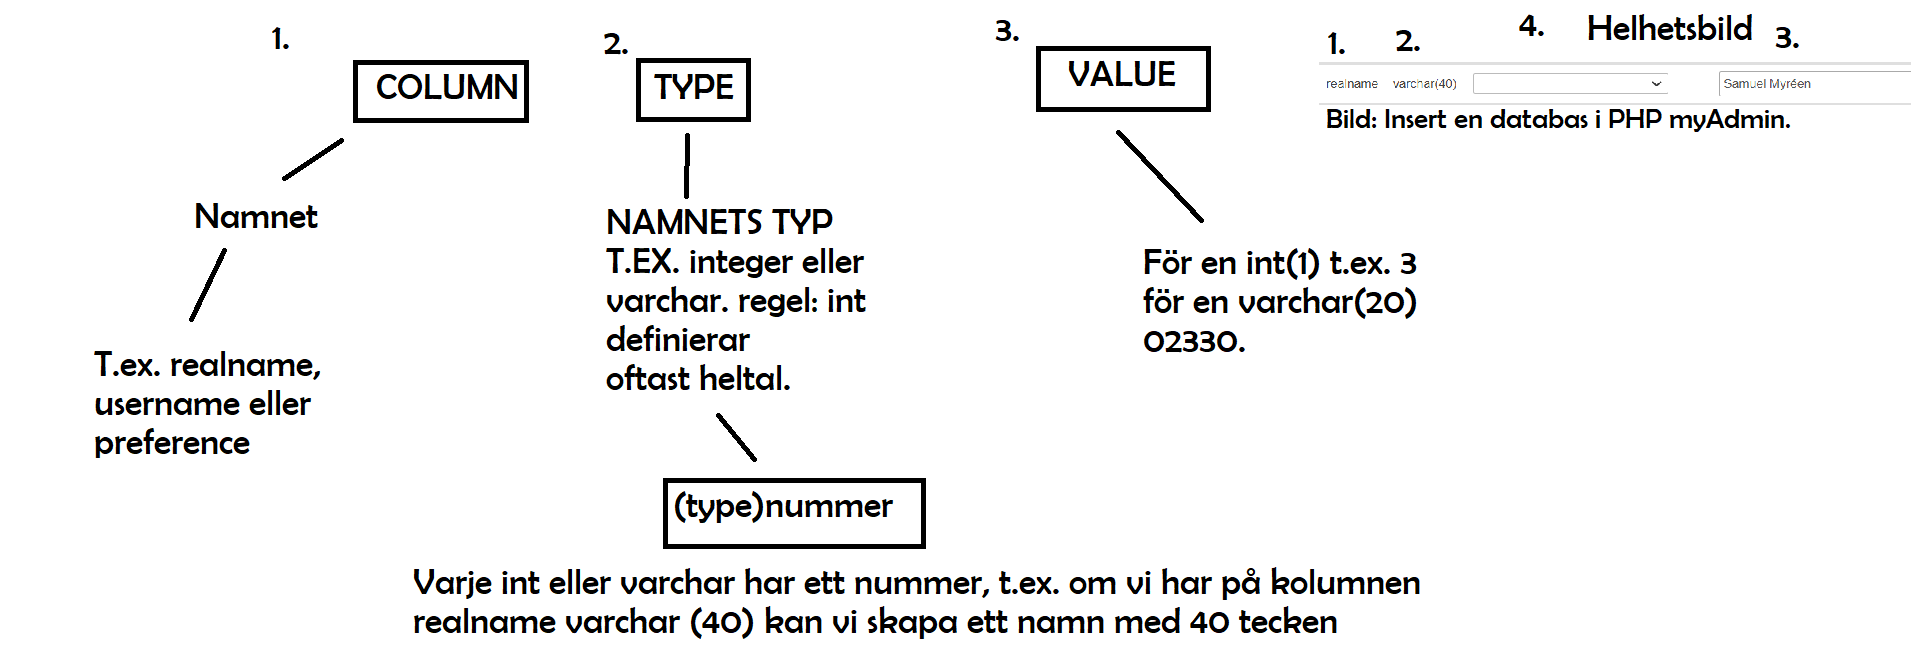 1.
COLUMN
Namnet
T.ex. realname,
username eller
preference
2.
TYPE
NAMNETS TYP
T.EX. integer eller
varchar. regel: int
definierar
oftast heltal.
(type)nummer
Varje int eller varchar har ett nummer, t.ex. om vi har på kolumnen
realname varchar (40) kan vi skapa ett namn med 40 tecken
3.
VALUE
För en int(1) t.ex. 3
för en varchar(20)
02330.
4. Helhetsbild
1. 2. 3.
realname varchar(40) Samuel Myréen
Bild: Insert en databas i PHP myAdmin.